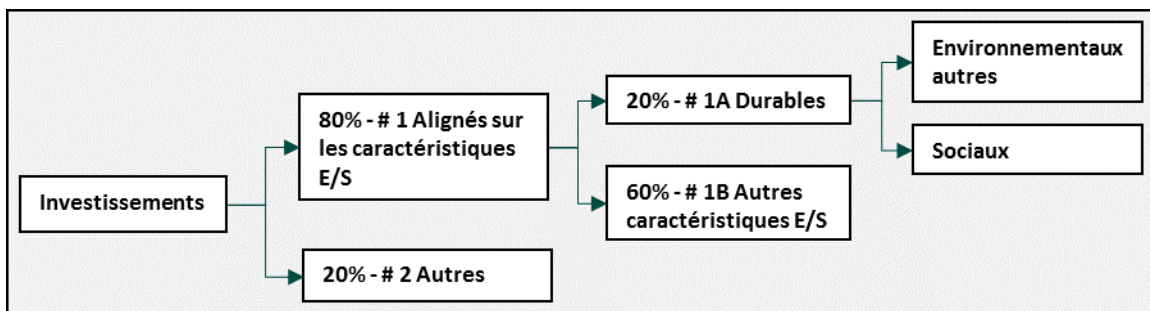 Investissements
80% - # 1 Alignés sur
les caractéristiques
E/S
20% - # 2 Autres
20% - # 1A Durables
60% - # 1B Autres
caractéristiques E/S
Environnementaux
autres
Sociaux